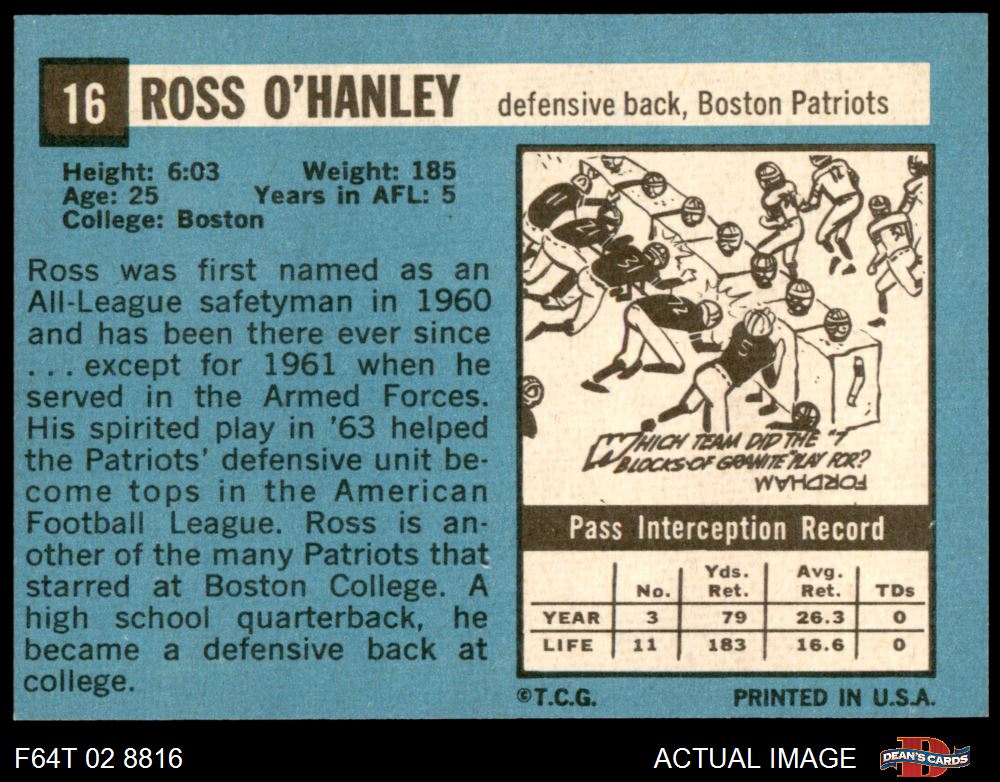 16 ROSS O'HANLEY defensive back, Boston Patriots
Height: 6:03 Weight: 185
Age: 25 Years in AFL: 5
College: Boston
Ross was first named as an
All-League safetyman in 1960
and has been there ever since
... except for 1961 when he
served in the Armed Forces.
His spirited play in '63 helped
the Patriots' defensive unit be-
come tops in the American
Football League. Ross is an-
other of the many Patriots that
starred at Boston College. A
high school quarterback, he
became a defensive back at
college.
WHICH TEAM DID THE "7
BLOCKS OF GRANITE" PLAY FOR?
FORDHAM
Pass Interception Record
No. Yds. Ret. Avg. Ret. TDs
YEAR 3 79 26.3 0
LIFE 11 183 16.6 0
©T.C.G. PRINTED IN U.S.A.
F64T 02 8816 ACTUAL IMAGE DEAN'S CARDS